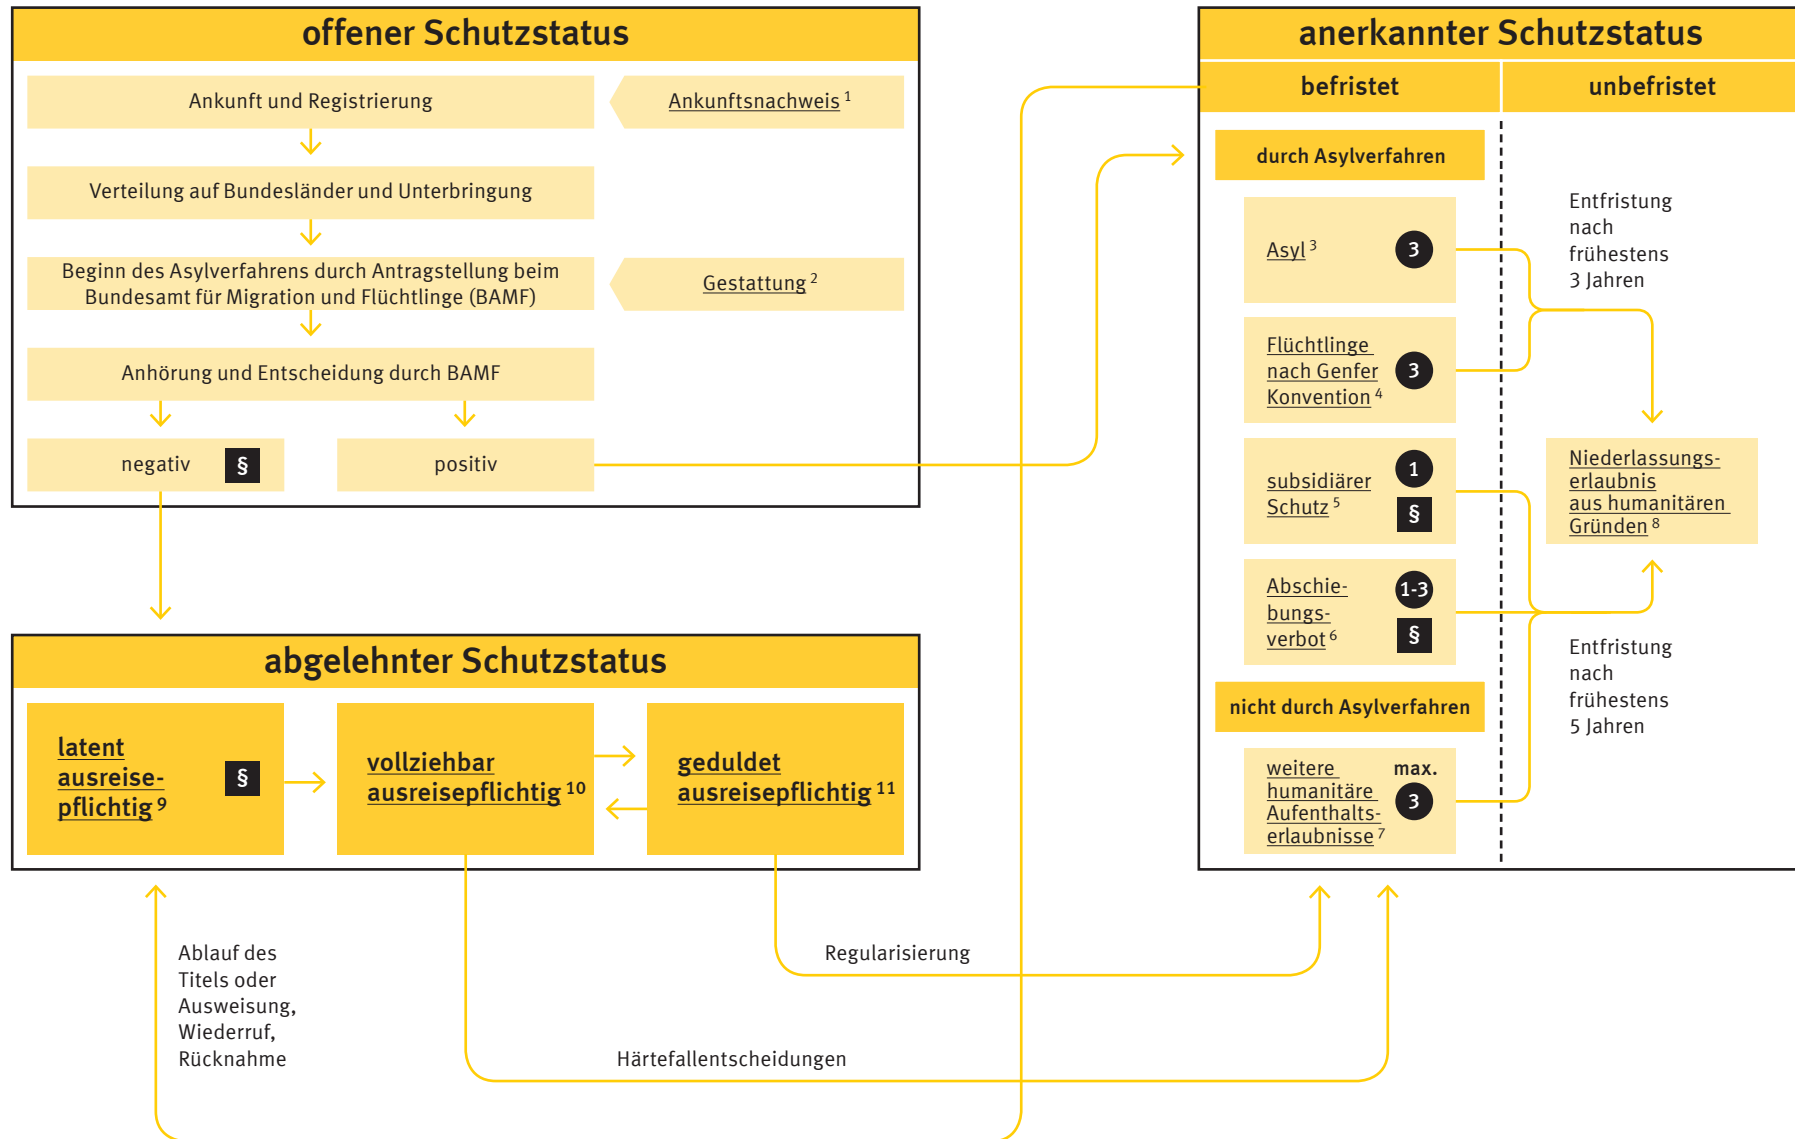 offener Schutzstatus
Ankunft und Registrierung
Ankunftsnachweis 1
Verteilung auf Bundesländer und Unterbringung
Beginn des Asylverfahrens durch Antragstellung beim
Bundesamt für Migration und Flüchtlinge (BAMF)
Gestattung 2
Anhörung und Entscheidung durch BAMF
negativ §
positiv
abgelehnter Schutzstatus
latent
ausreise-
pflichtig 9
§
vollziehbar
ausreisepflichtig 10
geduldet
ausreisepflichtig 11
Ablauf des
Titels oder
Ausweisung,
Wiederruf,
Rücknahme
Regularisierung
Härtefallentscheidungen
anerkannter Schutzstatus
befristet
unbefristet
durch Asylverfahren
Asyl 3
3
Flüchtlinge
nach Genfer
Konvention 4
3
subsidiärer
Schutz 5
1
§
Abschie-
bungs-
verbot 6
1-3
§
nicht durch Asylverfahren
weitere
humanitäre
Aufenthalts-
erlaubnisse 7
max.
3
Entfristung
nach
frühestens
3 Jahren
Niederlassungs-
erlaubnis
aus humanitären
Gründen 8
Entfristung
nach
frühestens
5 Jahren